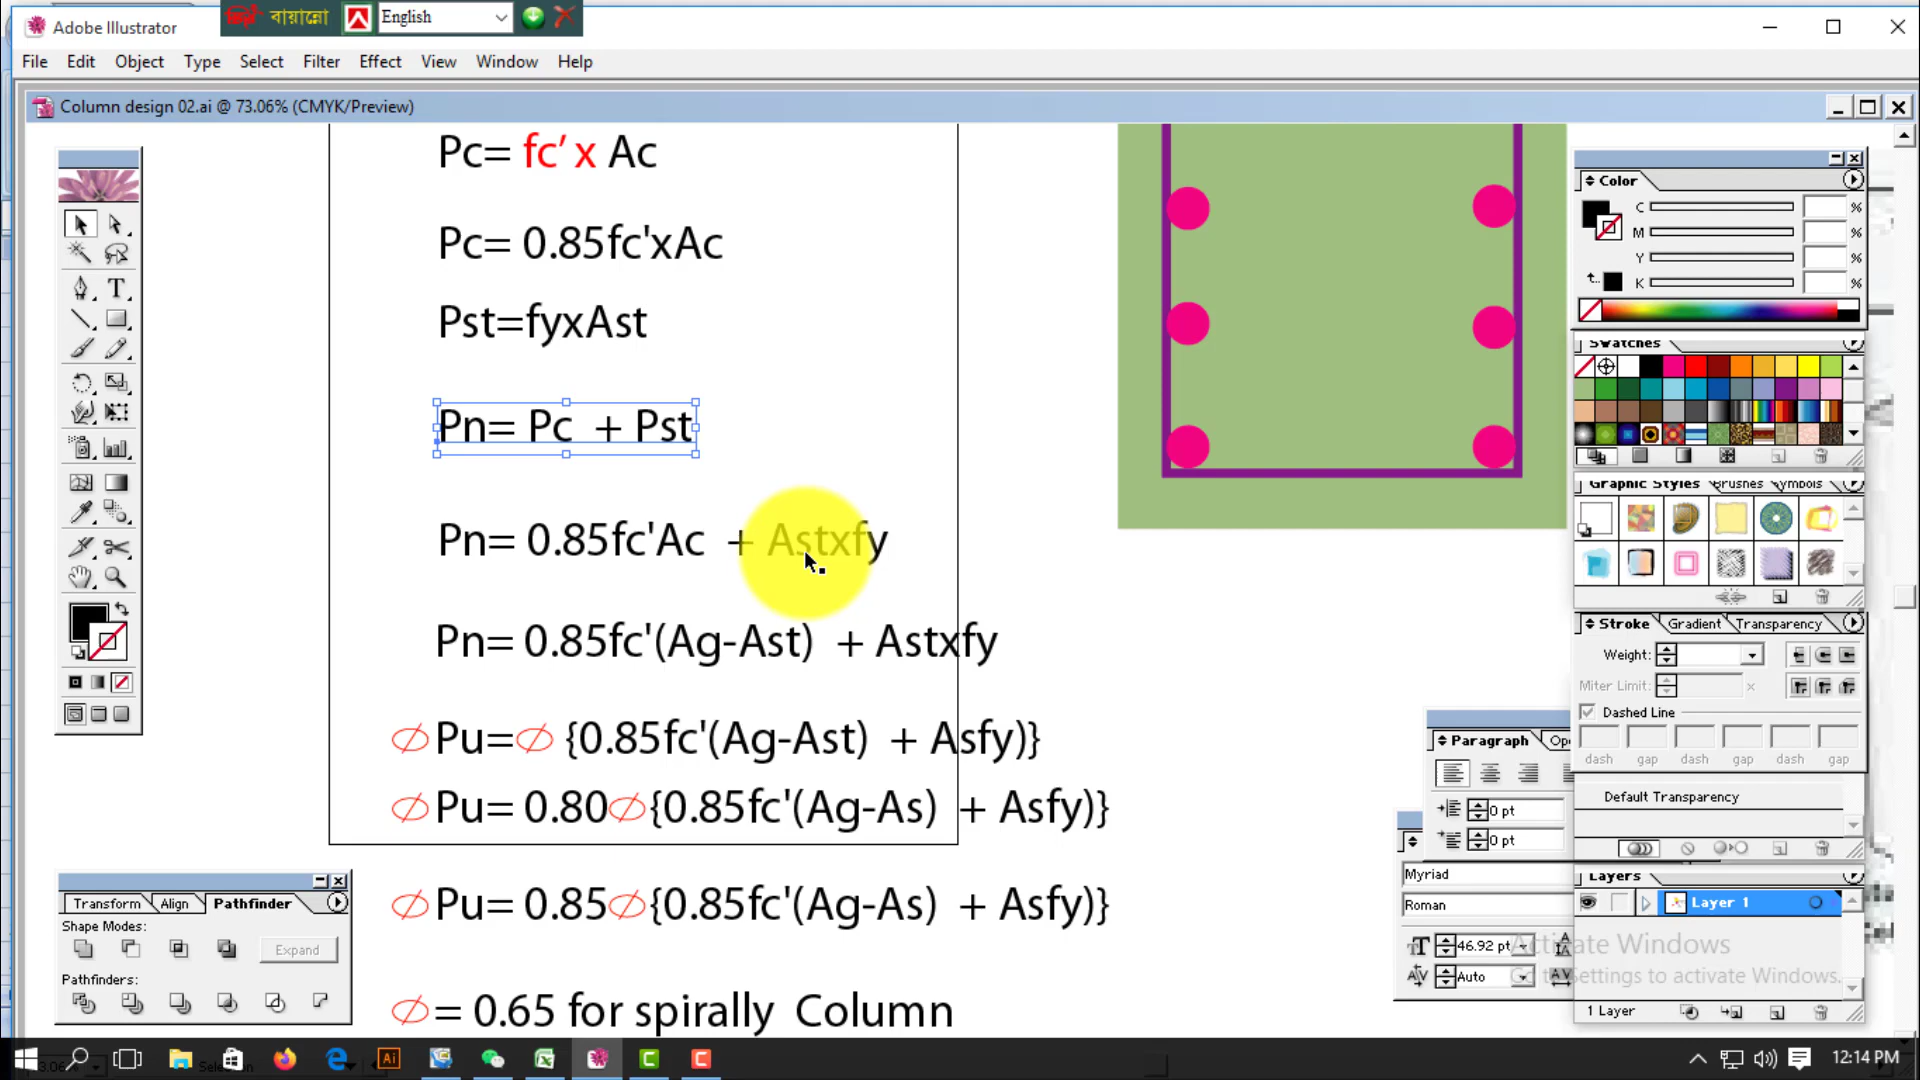 বায়ান্নো English
Adobe Illustrator
File Edit Object Type Select Filter Effect View Window Help
Column design 02.ai @ 73.06% (CMYK/Preview)
Pc= fc' x Ac
Pc= 0.85fc'xAc
Pst=fyxAst
Pn= Pc + Pst
Pn= 0.85fc'Ac + Astxfy
Pn= 0.85fc'(Ag-Ast) + Astxfy
∅Pu=∅ {0.85fc'(Ag-Ast) + Asfy)}
∅Pu= 0.80∅{0.85fc'(Ag-As) + Asfy)}
∅Pu= 0.85∅{0.85fc'(Ag-As) + Asfy)}
∅= 0.65 for spirally Column
Color
C %
M %
Y %
K %
Swatches
Graphic Styles Brushes Symbols
Stroke Gradient Transparency
Weight:
Miter Limit: x
Dashed Line
dash gap dash gap dash gap
Default Transparency
Paragraph
0 pt
0 pt
Myriad
Roman
46.92 pt
Auto
Layers
Layer 1
1 Layer
Activate Windows
Go to Settings to activate Windows.
Transform Align Pathfinder
Shape Modes:
Expand
Pathfinders:
12:14 PM